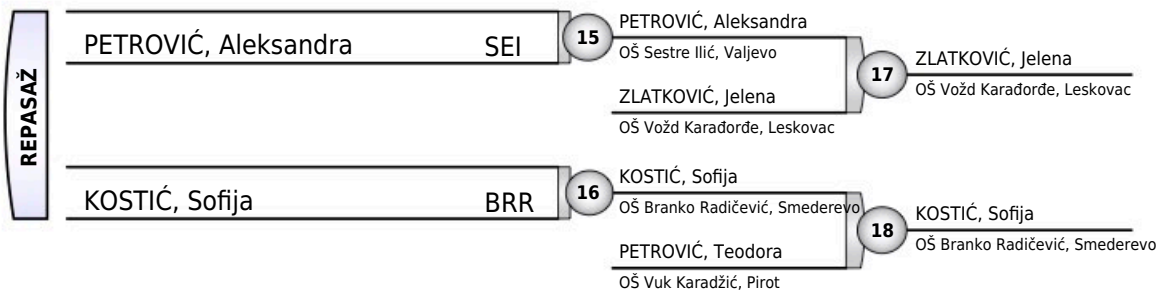 REPASAŽ
PETROVIĆ, Aleksandra SEI
15
PETROVIĆ, Aleksandra
OŠ Sestre Ilić, Valjevo
ZLATKOVIĆ, Jelena
OŠ Vožd Karađorđe, Leskovac
17
ZLATKOVIĆ, Jelena
OŠ Vožd Karađorđe, Leskovac
KOSTIĆ, Sofija BRR
16
KOSTIĆ, Sofija
OŠ Branko Radičević, Smederevo
PETROVIĆ, Teodora
OŠ Vuk Karadžić, Pirot
18
KOSTIĆ, Sofija
OŠ Branko Radičević, Smederevo